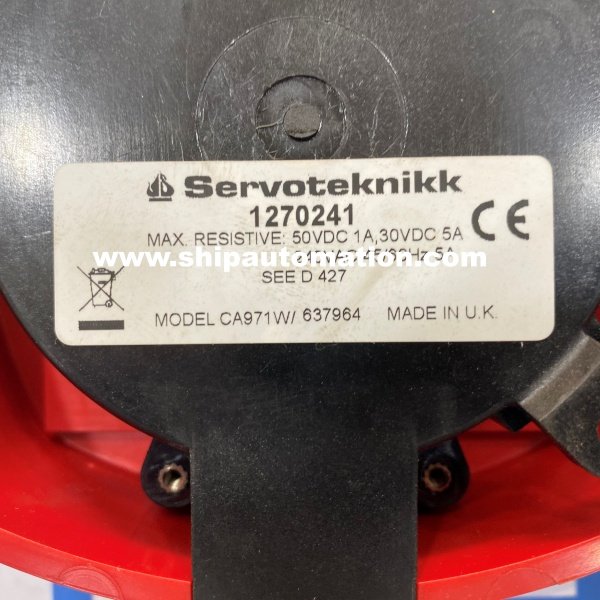 Servoteknikk
1270241
MAX. RESISTIVE: 50VDC 1A,30VDC 5A
www.shipautomation.com
5A
SEE D 427
MODEL CA971W/ 637964 MADE IN U.K.
CE